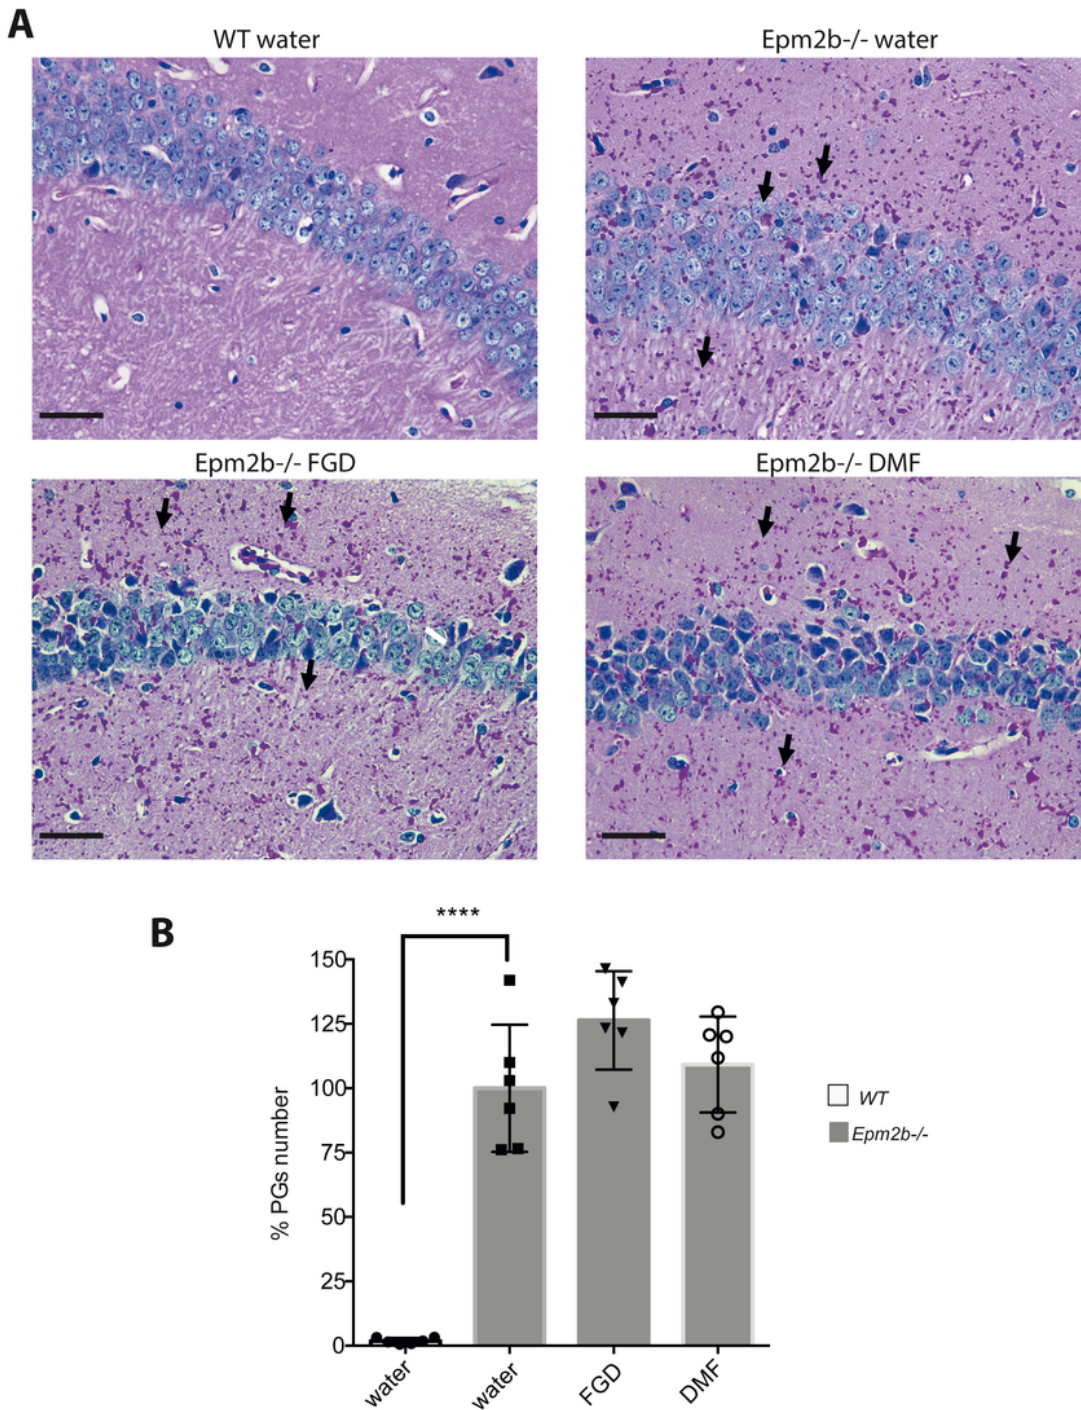 A
WT water
Epm2b-/- water
Epm2b-/- FGD
Epm2b-/- DMF
B
****
150
125
100
75
50
25
0
% PGs number
water
water
FGD
DMF
WT
Epm2b-/-